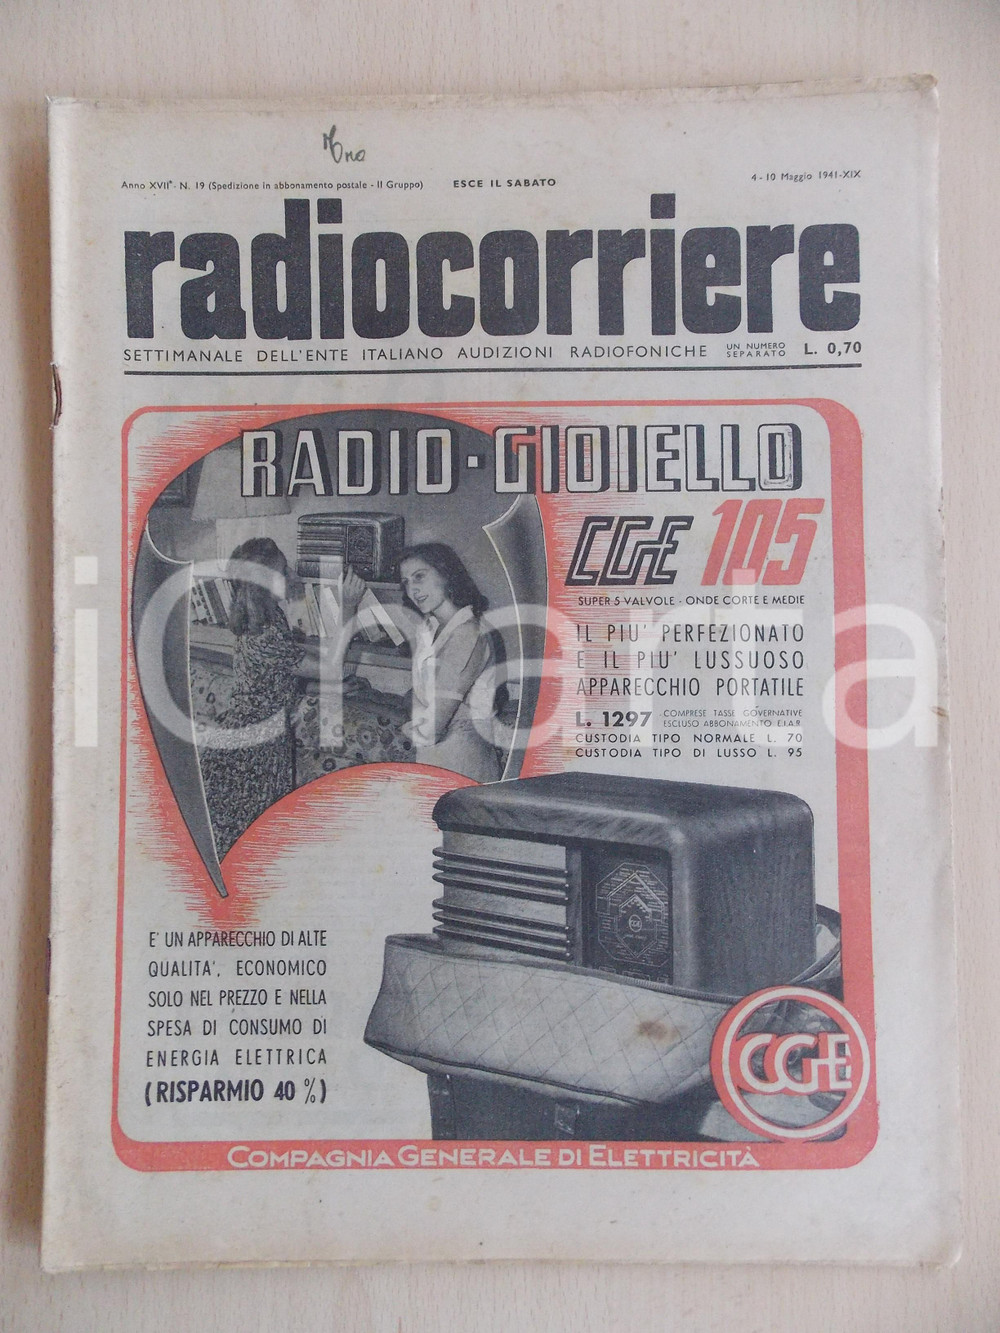 Anno XVII° - N. 19 (Spedizione in abbonamento postale - II Gruppo) ESCE IL SABATO 4 - 10 Maggio 1941-XIX
radiocorriere
SETTIMANALE DELL'ENTE ITALIANO AUDIZIONI RADIOFONICHE UN NUMERO SEPARATO L. 0,70
RADIO-GIOIELLO
CGE 105
SUPER 5 VALVOLE - ONDE CORTE E MEDIE
IL PIU' PERFEZIONATO
E IL PIU' LUSSUOSO
APPARECCHIO PORTATILE
L. 1297 - COMPRESE TASSE GOVERNATIVE
ESCLUSO ABBONAMENTO E.I.A.R.
CUSTODIA TIPO NORMALE L. 70
CUSTODIA TIPO DI LUSSO L. 95
E' UN APPARECCHIO DI ALTE
QUALITA', ECONOMICO
SOLO NEL PREZZO E NELLA
SPESA DI CONSUMO DI
ENERGIA ELETTRICA
(RISPARMIO 40 %)
CGE
COMPAGNIA GENERALE DI ELETTRICITÀ
iCharta